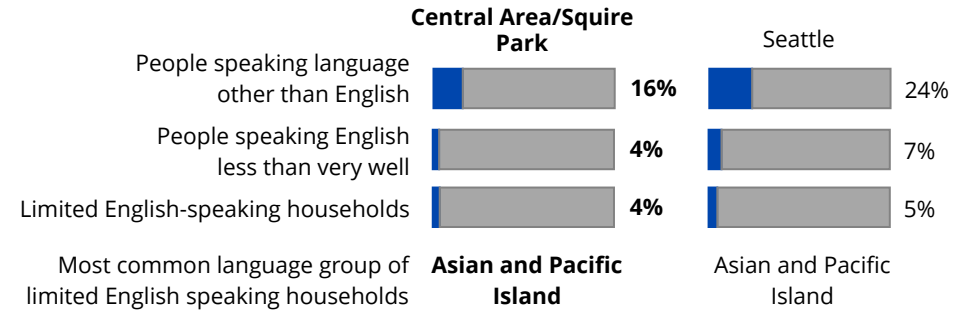 Central Area/Squire
Park
Seattle
People speaking language
other than English
16%
24%
People speaking English
less than very well
4%
7%
Limited English-speaking households
4%
5%
Most common language group of
limited English speaking households
Asian and Pacific
Island
Asian and Pacific
Island